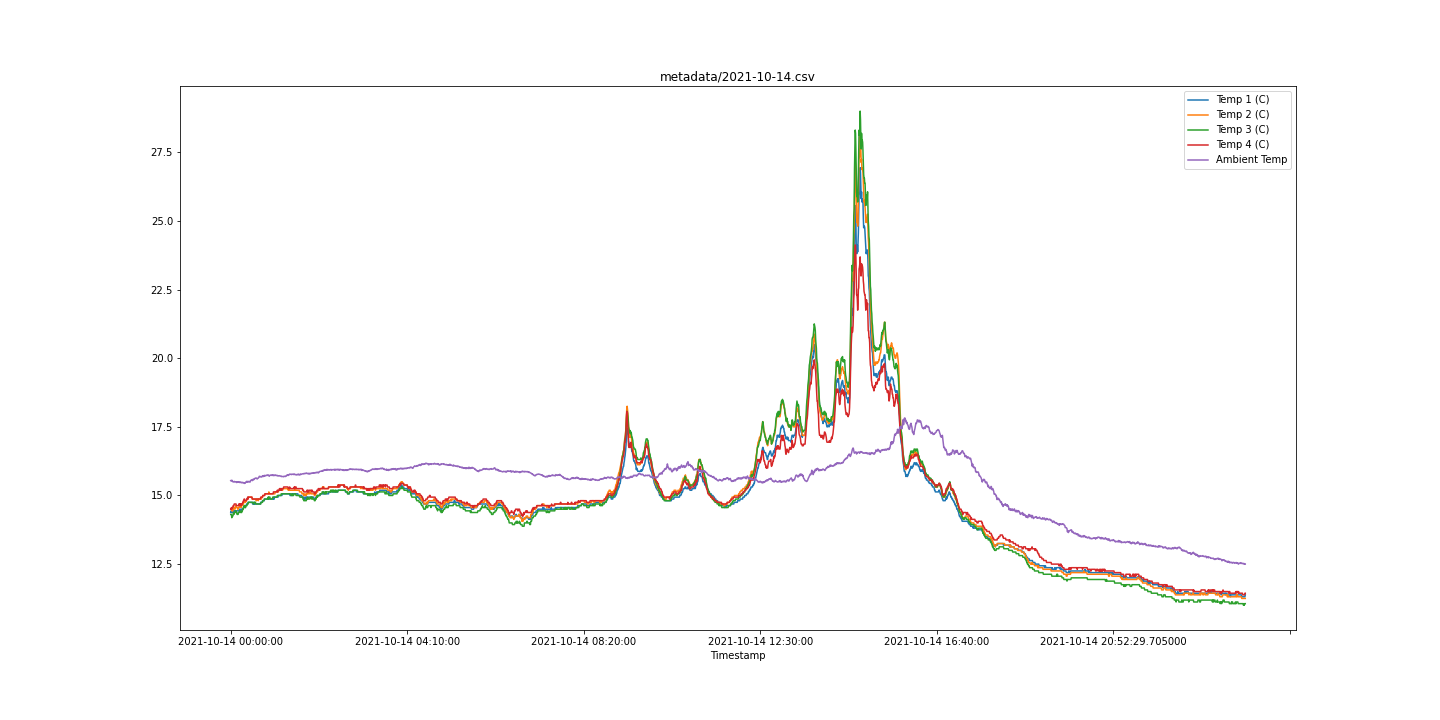 metadata/2021-10-14.csv
Temp 1 (C)
Temp 2 (C)
Temp 3 (C)
Temp 4 (C)
Ambient Temp
27.5
25.0
22.5
20.0
17.5
15.0
12.5
2021-10-14 00:00:00
2021-10-14 04:10:00
2021-10-14 08:20:00
2021-10-14 12:30:00
2021-10-14 16:40:00
2021-10-14 20:52:29.705000
Timestamp